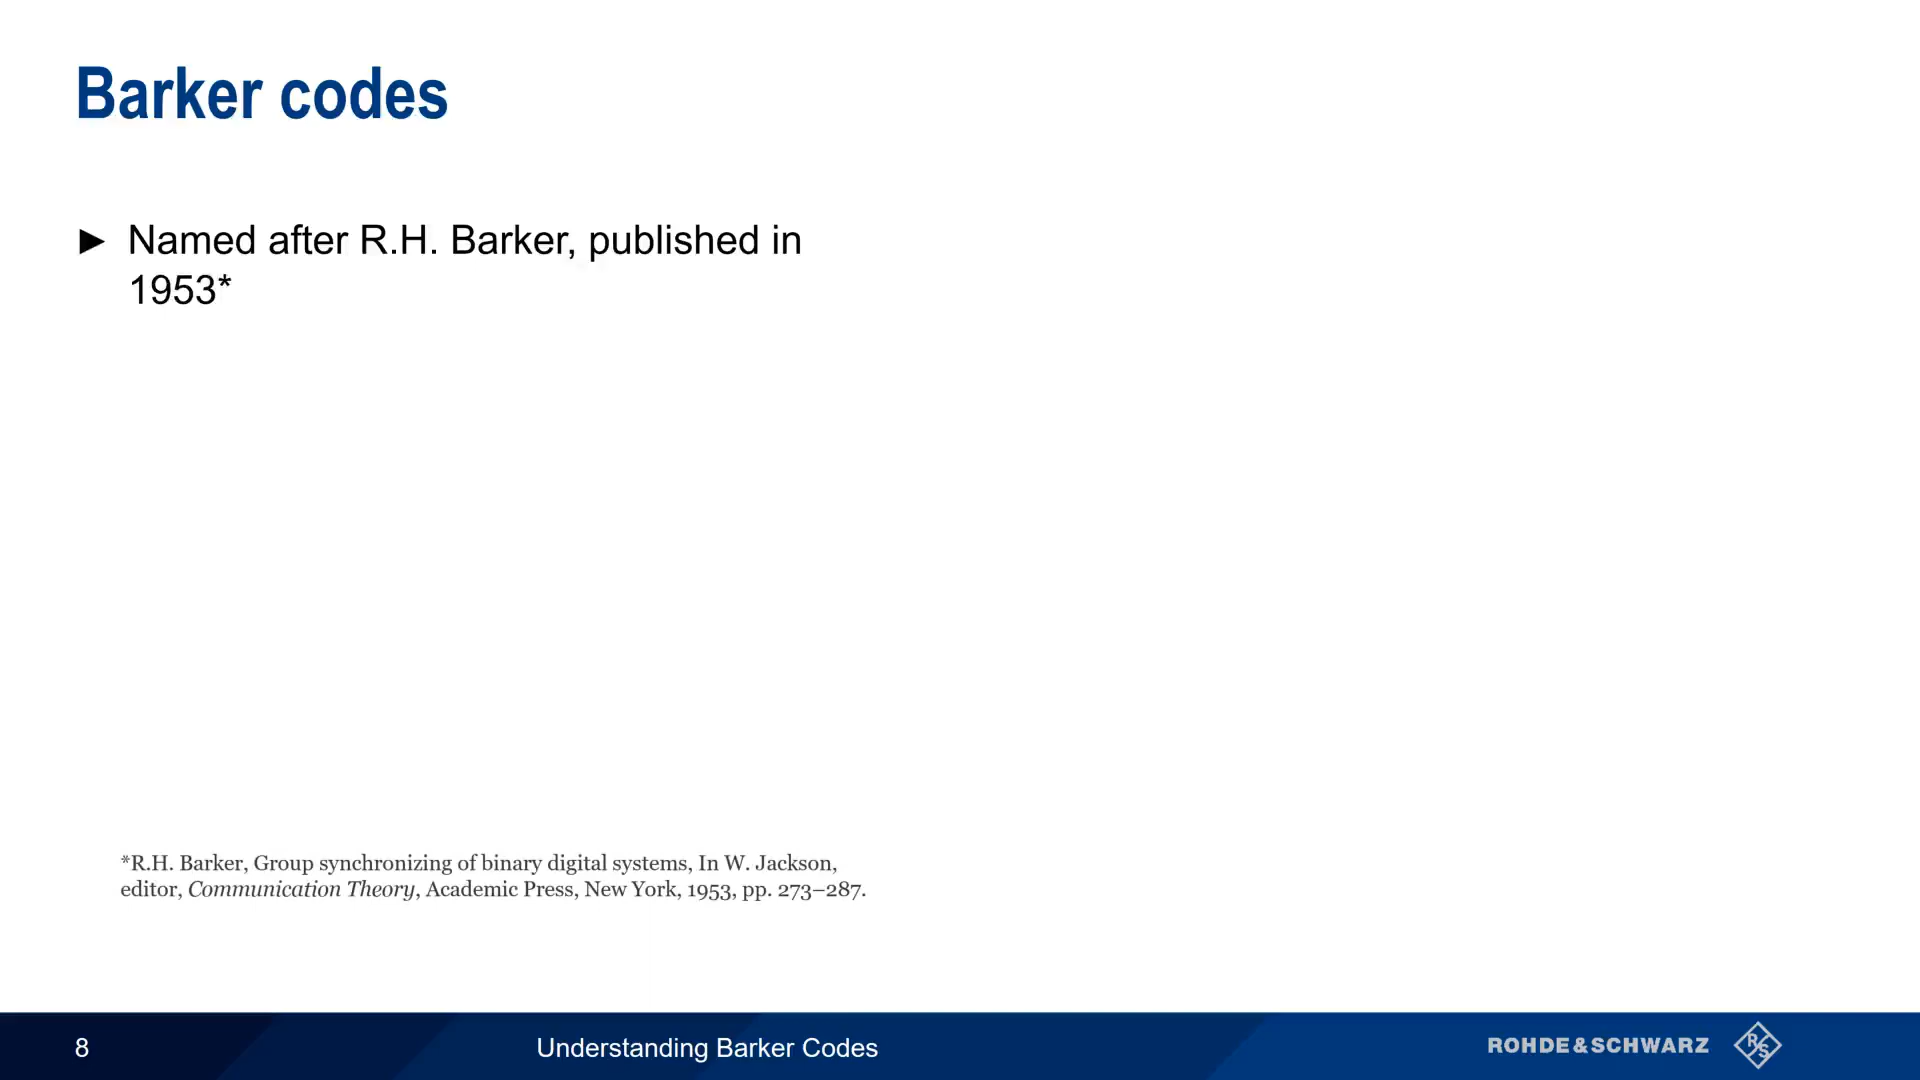 Barker codes
► Named after R.H. Barker, published in
1953*
*R.H. Barker, Group synchronizing of binary digital systems, In W. Jackson,
editor, Communication Theory, Academic Press, New York, 1953, pp. 273–287.
8
Understanding Barker Codes
ROHDE&SCHWARZ
R
S